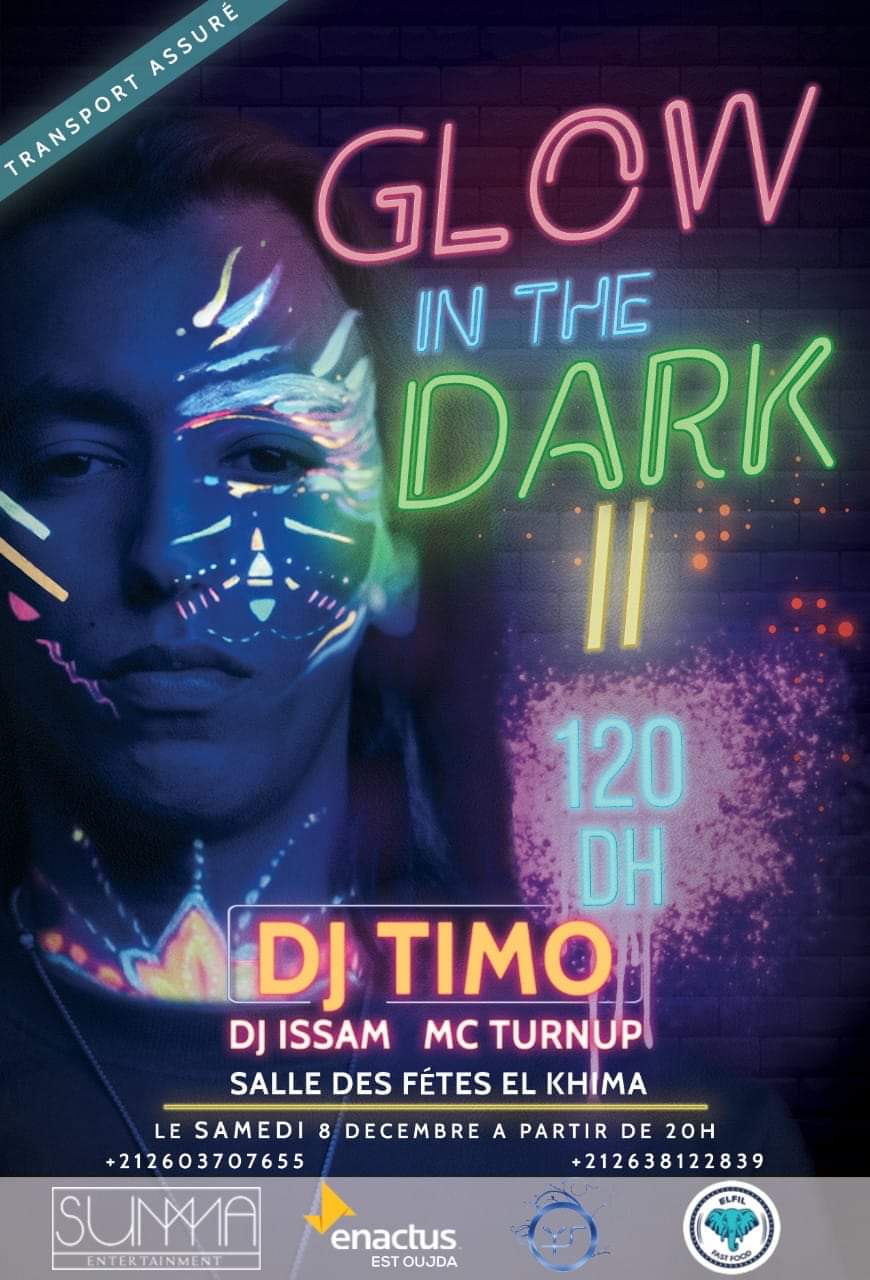 TRANSPORT ASSURÉ
GLOW
IN THE
DARK
II
120
DH
DJ TIMO
DJ ISSAM MC TURNUP
SALLE DES FÉTES EL KHIMA
LE SAMEDI 8 DECEMBRE A PARTIR DE 20H
+212603707655 +212638122839
SUMMA
ENTERTAINMENT
enactus
EST OUJDA
ELFIL
FAST FOOD